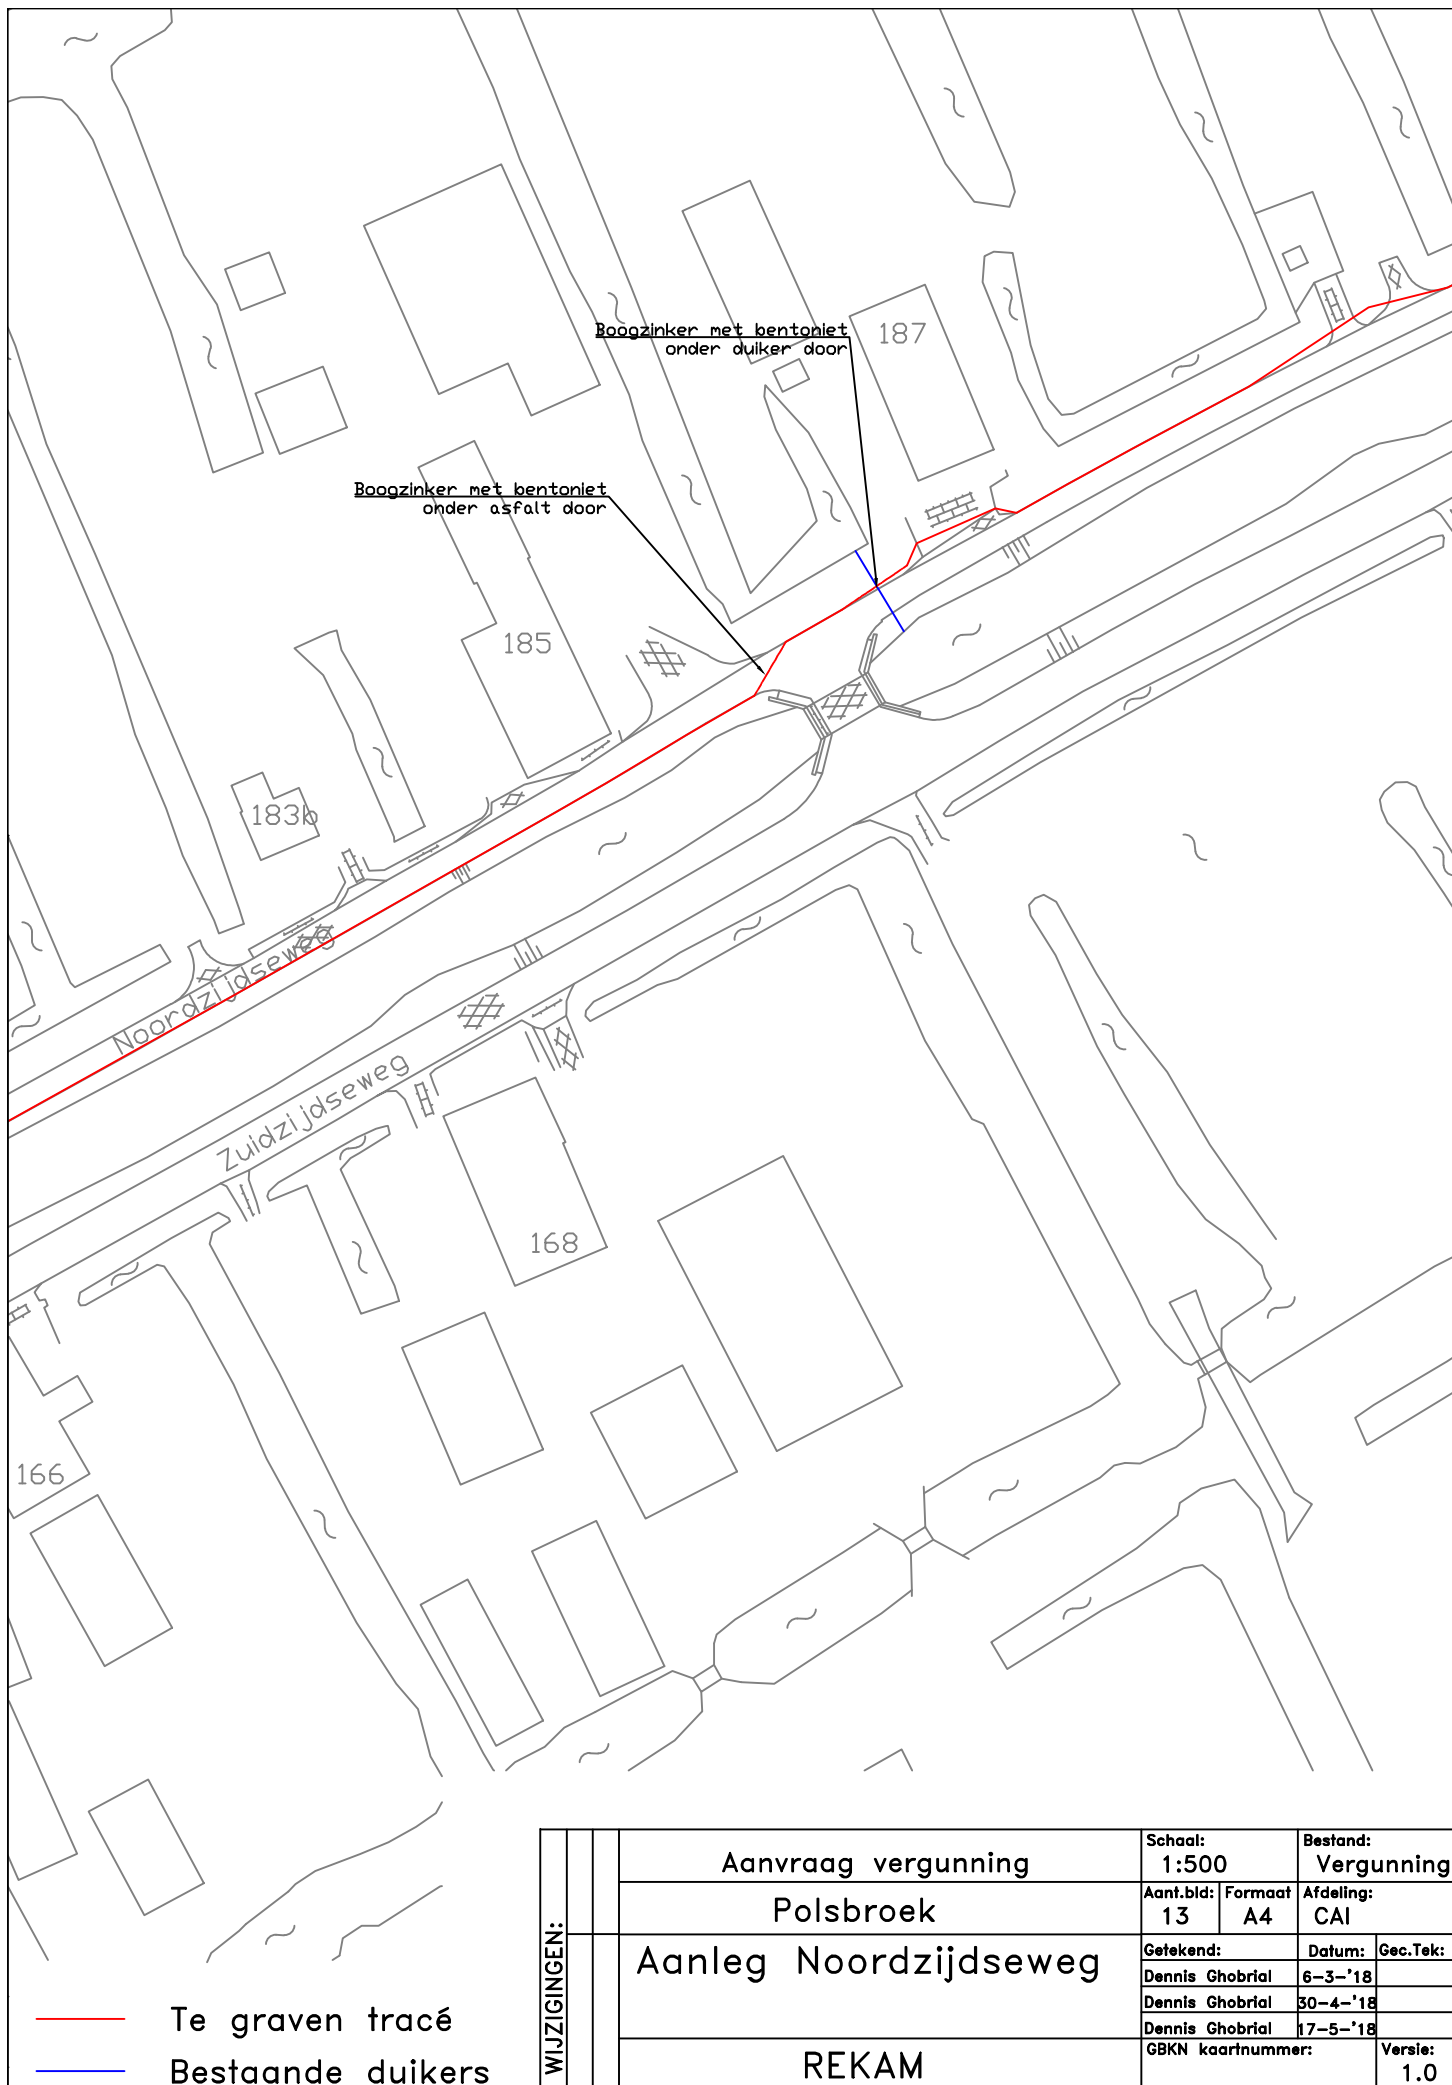 Boogzinker met bentoniet
onder duiker door
187
Boogzinker met bentoniet
onder asfalt door
185
183b
Noordzijdseweg
Zuidzijdseweg
168
166
Te graven tracé
Bestaande duikers
WIJZIGINGEN:
Aanvraag vergunning
Polsbroek
Aanleg Noordzijdseweg
REKAM
Schaal:
1:500
Bestand:
Vergunning
Aant.bld:
13
Formaat
A4
Afdeling:
CAI
Getekend:
Datum:
Gec.Tek:
Dennis Ghobrial
6-3-'18
Dennis Ghobrial
30-4-'18
Dennis Ghobrial
17-5-'18
GBKN kaartnummer:
Versie:
1.0